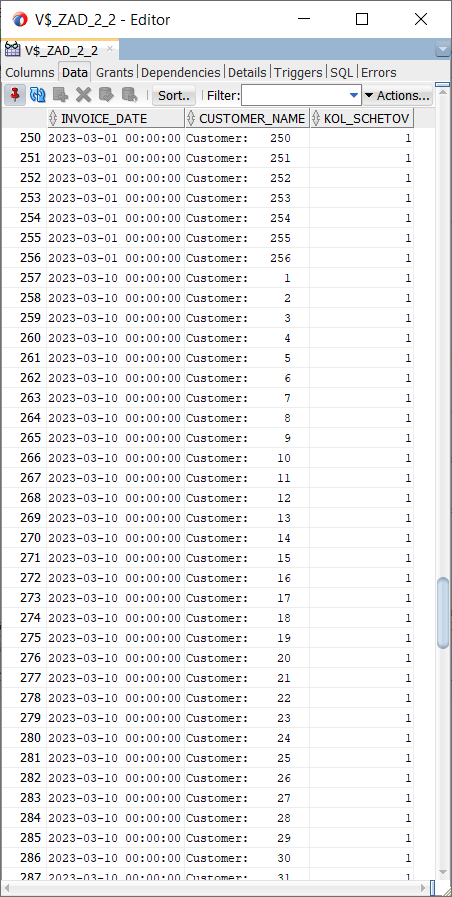 V$_ZAD_2_2 - Editor
V$_ZAD_2_2
Columns Data Grants Dependencies Details Triggers SQL Errors
Sort.. Filter: Actions...
INVOICE_DATE CUSTOMER_NAME KOL_SCHETOV
250 2023-03-01 00:00:00 Customer: 250 1
251 2023-03-01 00:00:00 Customer: 251 1
252 2023-03-01 00:00:00 Customer: 252 1
253 2023-03-01 00:00:00 Customer: 253 1
254 2023-03-01 00:00:00 Customer: 254 1
255 2023-03-01 00:00:00 Customer: 255 1
256 2023-03-01 00:00:00 Customer: 256 1
257 2023-03-10 00:00:00 Customer: 1 1
258 2023-03-10 00:00:00 Customer: 2 1
259 2023-03-10 00:00:00 Customer: 3 1
260 2023-03-10 00:00:00 Customer: 4 1
261 2023-03-10 00:00:00 Customer: 5 1
262 2023-03-10 00:00:00 Customer: 6 1
263 2023-03-10 00:00:00 Customer: 7 1
264 2023-03-10 00:00:00 Customer: 8 1
265 2023-03-10 00:00:00 Customer: 9 1
266 2023-03-10 00:00:00 Customer: 10 1
267 2023-03-10 00:00:00 Customer: 11 1
268 2023-03-10 00:00:00 Customer: 12 1
269 2023-03-10 00:00:00 Customer: 13 1
270 2023-03-10 00:00:00 Customer: 14 1
271 2023-03-10 00:00:00 Customer: 15 1
272 2023-03-10 00:00:00 Customer: 16 1
273 2023-03-10 00:00:00 Customer: 17 1
274 2023-03-10 00:00:00 Customer: 18 1
275 2023-03-10 00:00:00 Customer: 19 1
276 2023-03-10 00:00:00 Customer: 20 1
277 2023-03-10 00:00:00 Customer: 21 1
278 2023-03-10 00:00:00 Customer: 22 1
279 2023-03-10 00:00:00 Customer: 23 1
280 2023-03-10 00:00:00 Customer: 24 1
281 2023-03-10 00:00:00 Customer: 25 1
282 2023-03-10 00:00:00 Customer: 26 1
283 2023-03-10 00:00:00 Customer: 27 1
284 2023-03-10 00:00:00 Customer: 28 1
285 2023-03-10 00:00:00 Customer: 29 1
286 2023-03-10 00:00:00 Customer: 30 1
287 2023-03-10 00:00:00 Customer: 31 1